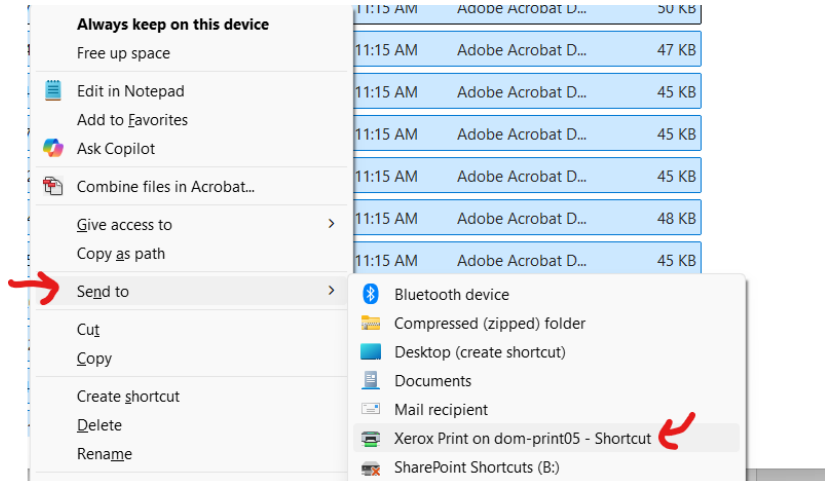 Always keep on this device
Free up space
Edit in Notepad
Add to Favorites
Ask Copilot
Combine files in Acrobat...
Give access to
Copy as path
Send to
Cut
Copy
Create shortcut
Delete
Rename
11:15 AM Adobe Acrobat D... 50 KB
11:15 AM Adobe Acrobat D... 47 KB
11:15 AM Adobe Acrobat D... 45 KB
11:15 AM Adobe Acrobat D... 45 KB
11:15 AM Adobe Acrobat D... 45 KB
11:15 AM Adobe Acrobat D... 48 KB
11:15 AM Adobe Acrobat D... 45 KB
Bluetooth device
Compressed (zipped) folder
Desktop (create shortcut)
Documents
Mail recipient
Xerox Print on dom-print05 - Shortcut
SharePoint Shortcuts (B:)